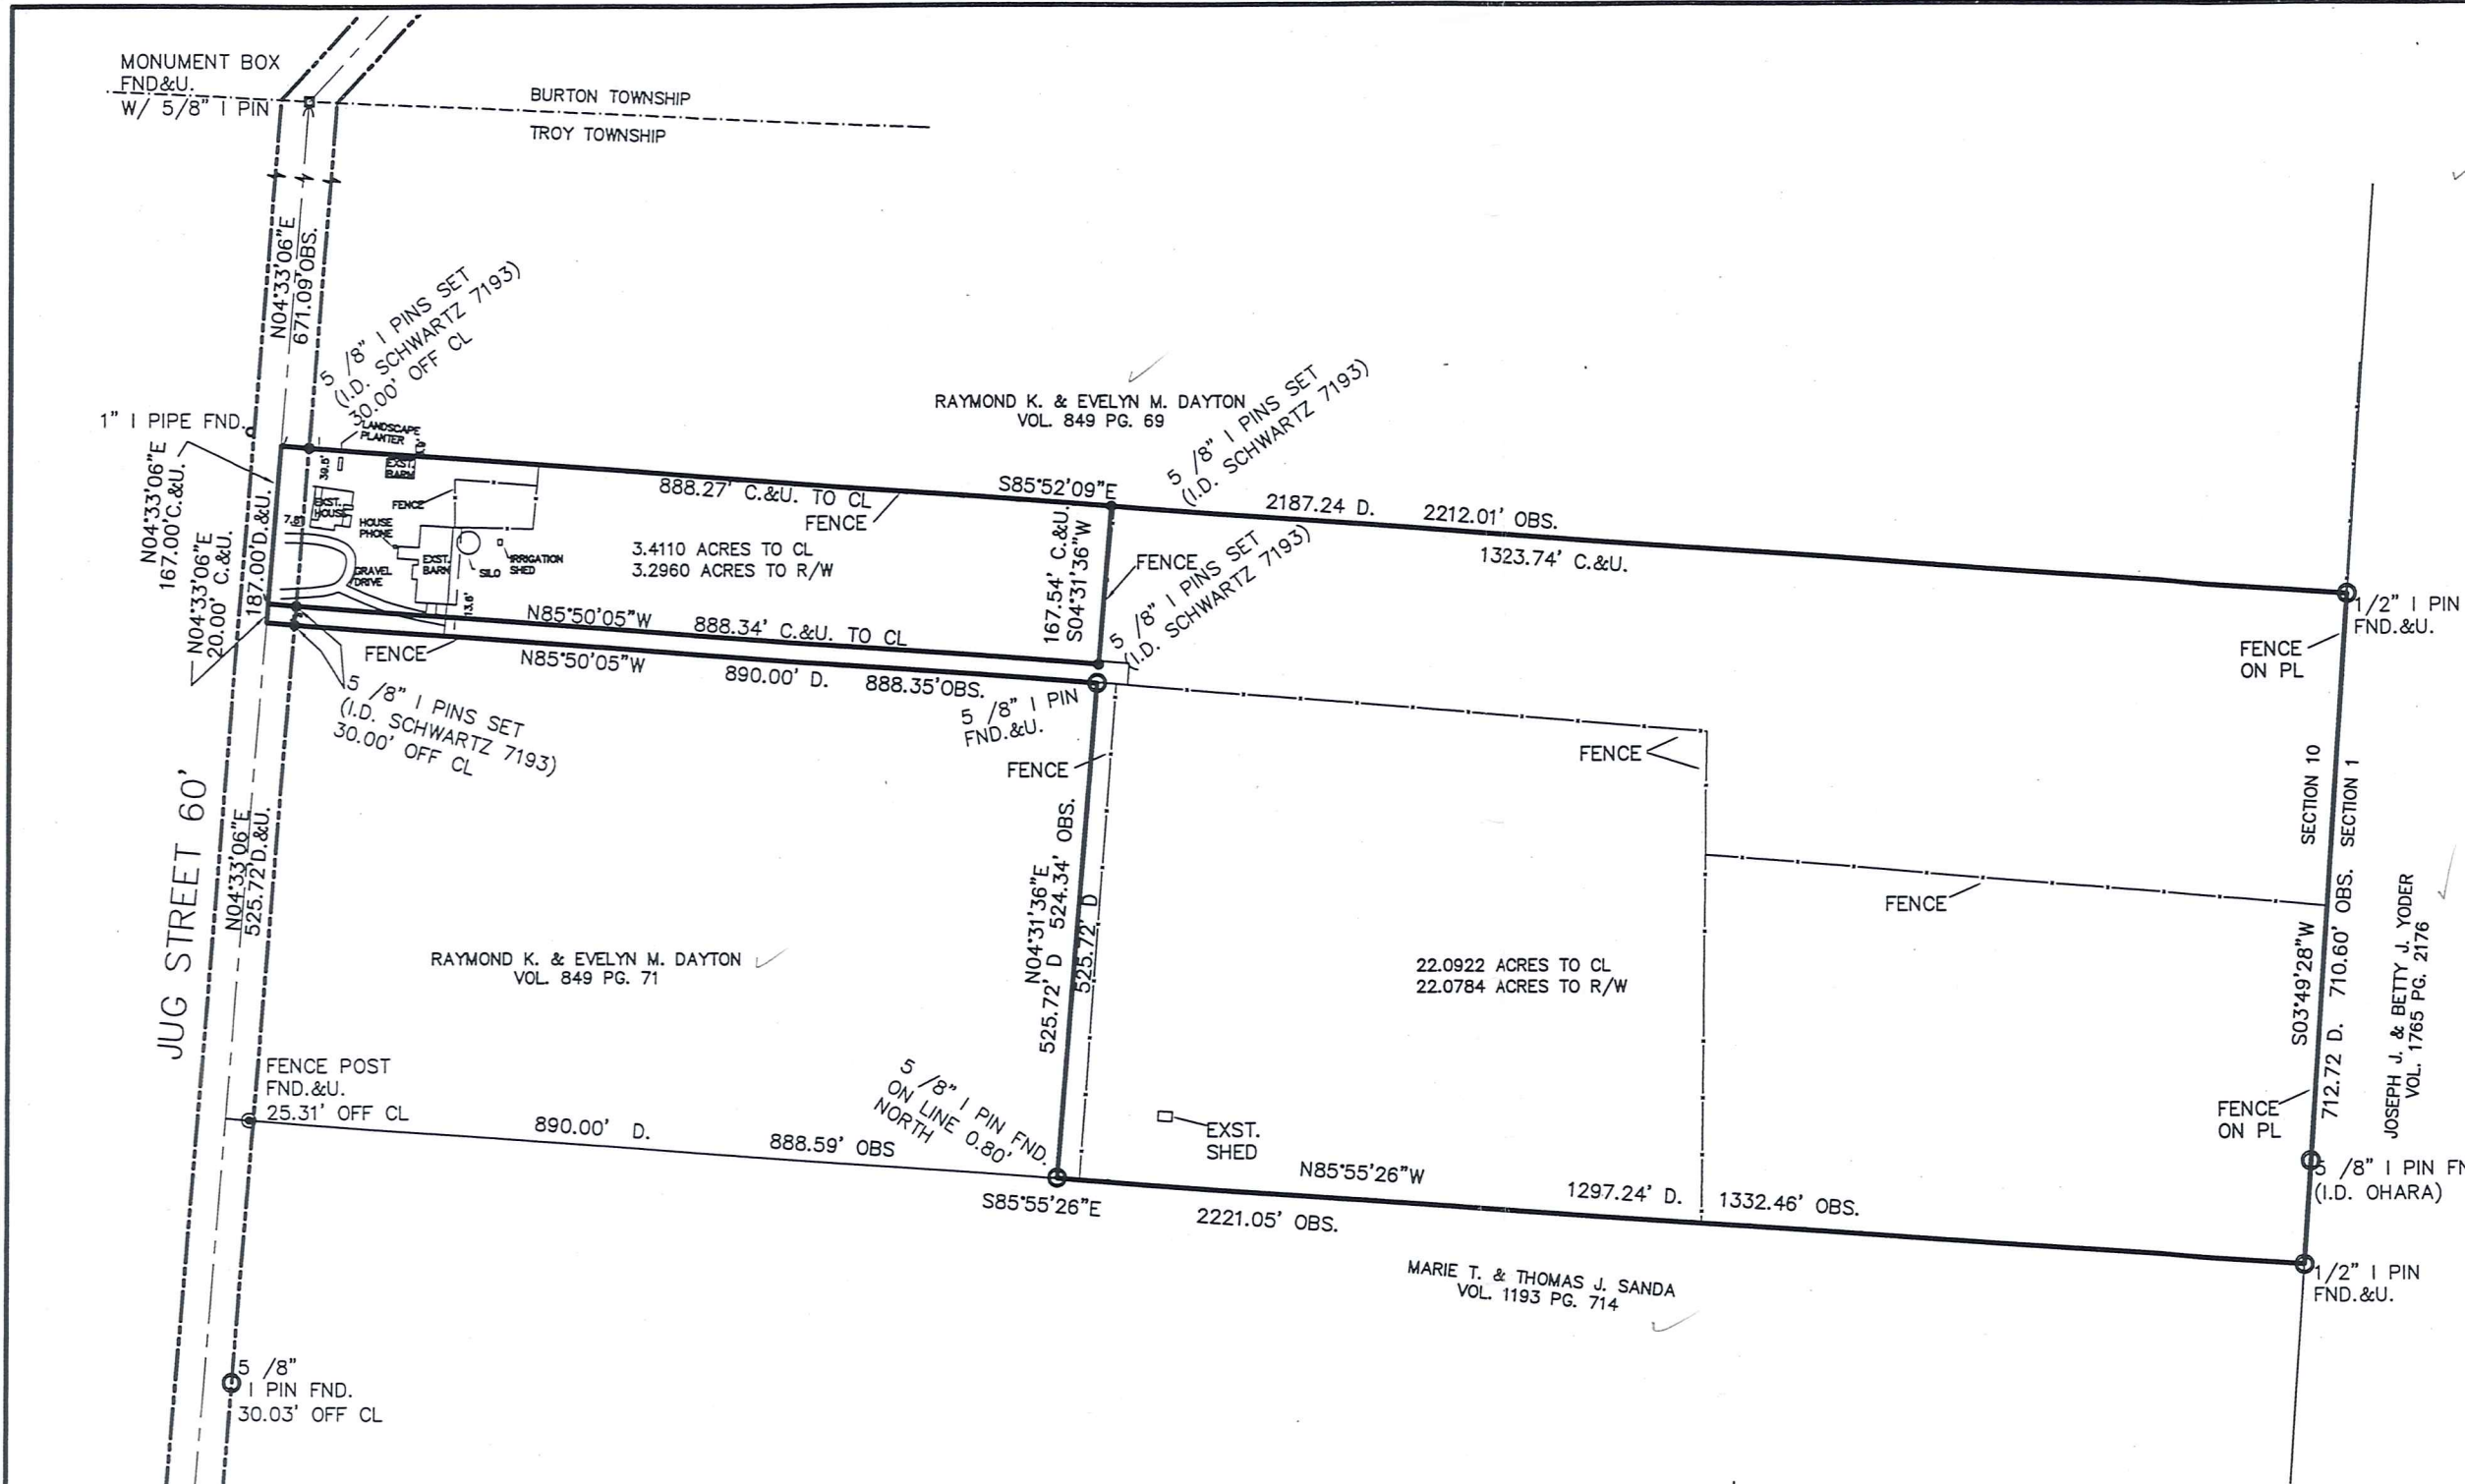 MONUMENT BOX
FND&U.
W/ 5/8" I PIN
BURTON TOWNSHIP
TROY TOWNSHIP
N04°33'06"E
671.09'OBS.
5 /8" I PINS SET
(I.D. SCHWARTZ 7193)
30.00' OFF CL
1" I PIPE FND.
LANDSCAPE
PLANTER
RAYMOND K. & EVELYN M. DAYTON
VOL. 849 PG. 69
5 /8" I PINS SET
(I.D. SCHWARTZ 7193)
N04°33'06"E
167.00'C.&U.
N04°33'06"E
20.00' C.&U.
187.00'D.&U.
39.5'
EXST.
BARN
EXST.
HOUSE
7.8'
HOUSE
PHONE
FENCE
GRAVEL
DRIVE
EXST.
BARN
SILO
IRRIGATION
SHED
13.6'
888.27' C.&U. TO CL
FENCE
S85°52'09"E
2187.24 D.
2212.01' OBS.
1323.74' C.&U.
3.4110 ACRES TO CL
3.2960 ACRES TO R/W
167.54' C.&U.
S04°31'36"W
FENCE
5 /8" I PINS SET
(I.D. SCHWARTZ 7193)
1/2" I PIN
FND.&U.
FENCE
ON PL
N85°50'05"W
888.34' C.&U. TO CL
FENCE
N85°50'05"W
890.00' D.
888.35'OBS.
5 /8" I PIN
FND.&U.
5 /8" I PINS SET
(I.D. SCHWARTZ 7193)
30.00' OFF CL
FENCE
FENCE
SECTION 10
SECTION 1
JUG STREET 60'
N04°33'06"E
525.72'D.&U.
N04°31'36"E
525.72' D 524.34' OBS.
525.72' D
FENCE
RAYMOND K. & EVELYN M. DAYTON
VOL. 849 PG. 71
22.0922 ACRES TO CL
22.0784 ACRES TO R/W
S03°49'28"W
712.72 D. 710.60' OBS.
JOSEPH J. & BETTY J. YODER
VOL. 1765 PG. 2176
FENCE POST
FND.&U.
25.31' OFF CL
890.00' D.
888.59' OBS
5 /8" I PIN FND.
ON LINE 0.80'
NORTH
EXST.
SHED
FENCE
ON PL
5 /8" I PIN FN
(I.D. OHARA)
S85°55'26"E
2221.05' OBS.
N85°55'26"W
1297.24' D.
1332.46' OBS.
MARIE T. & THOMAS J. SANDA
VOL. 1193 PG. 714
1/2" I PIN
FND.&U.
5 /8"
I PIN FND.
30.03' OFF CL